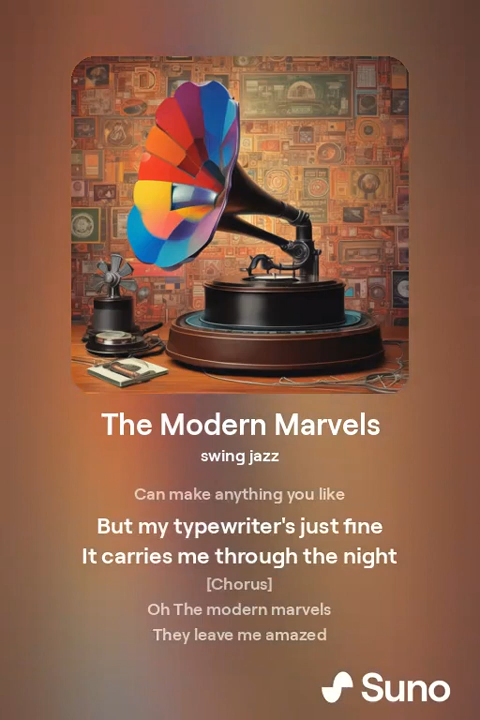 The Modern Marvels
swing jazz
Can make anything you like
But my typewriter's just fine
It carries me through the night
[Chorus]
Oh The modern marvels
They leave me amazed
Suno